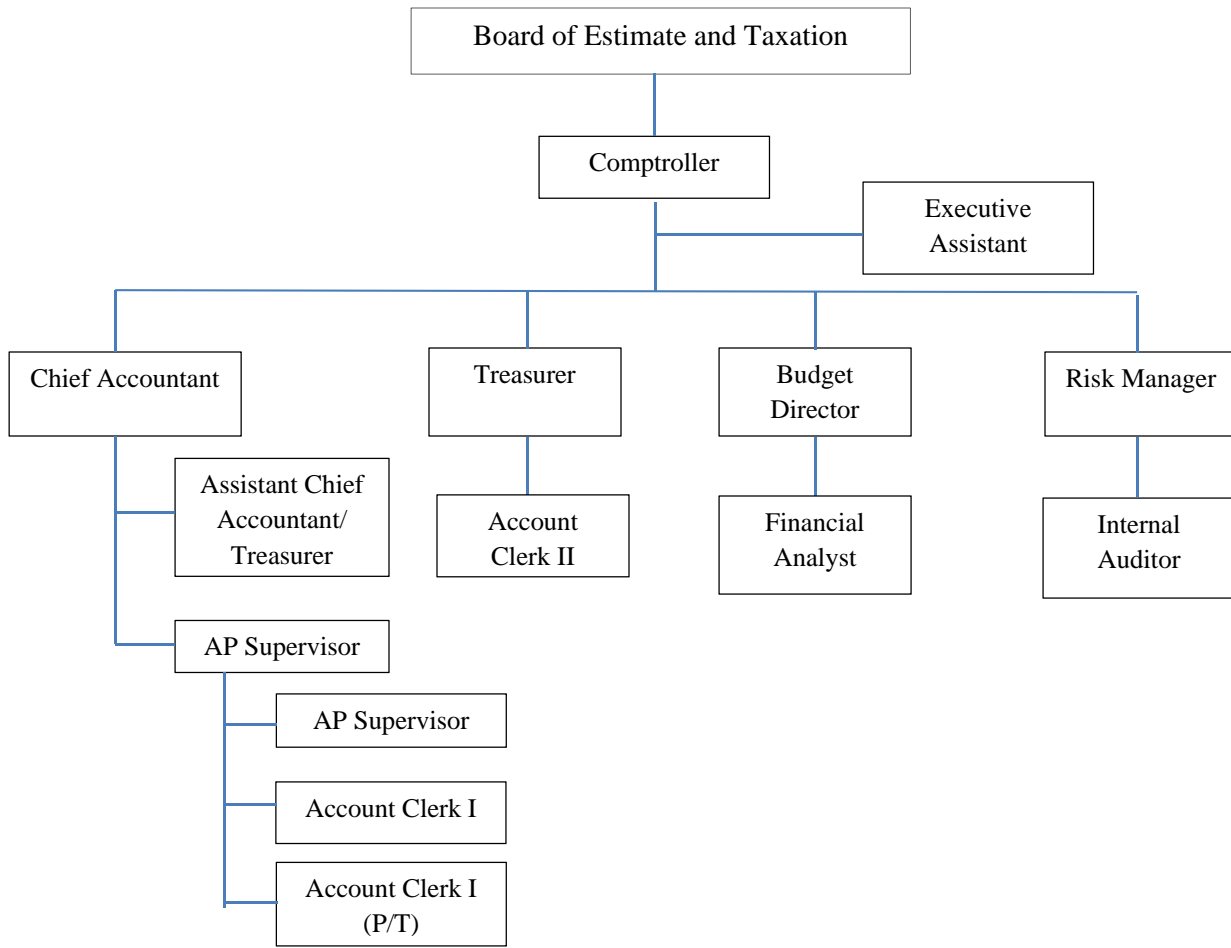 Board of Estimate and Taxation
Comptroller
Executive
Assistant
Chief Accountant
Treasurer
Budget
Director
Risk Manager
Assistant Chief
Accountant/
Treasurer
Account
Clerk II
Financial
Analyst
Internal
Auditor
AP Supervisor
AP Supervisor
Account Clerk I
Account Clerk I
(P/T)